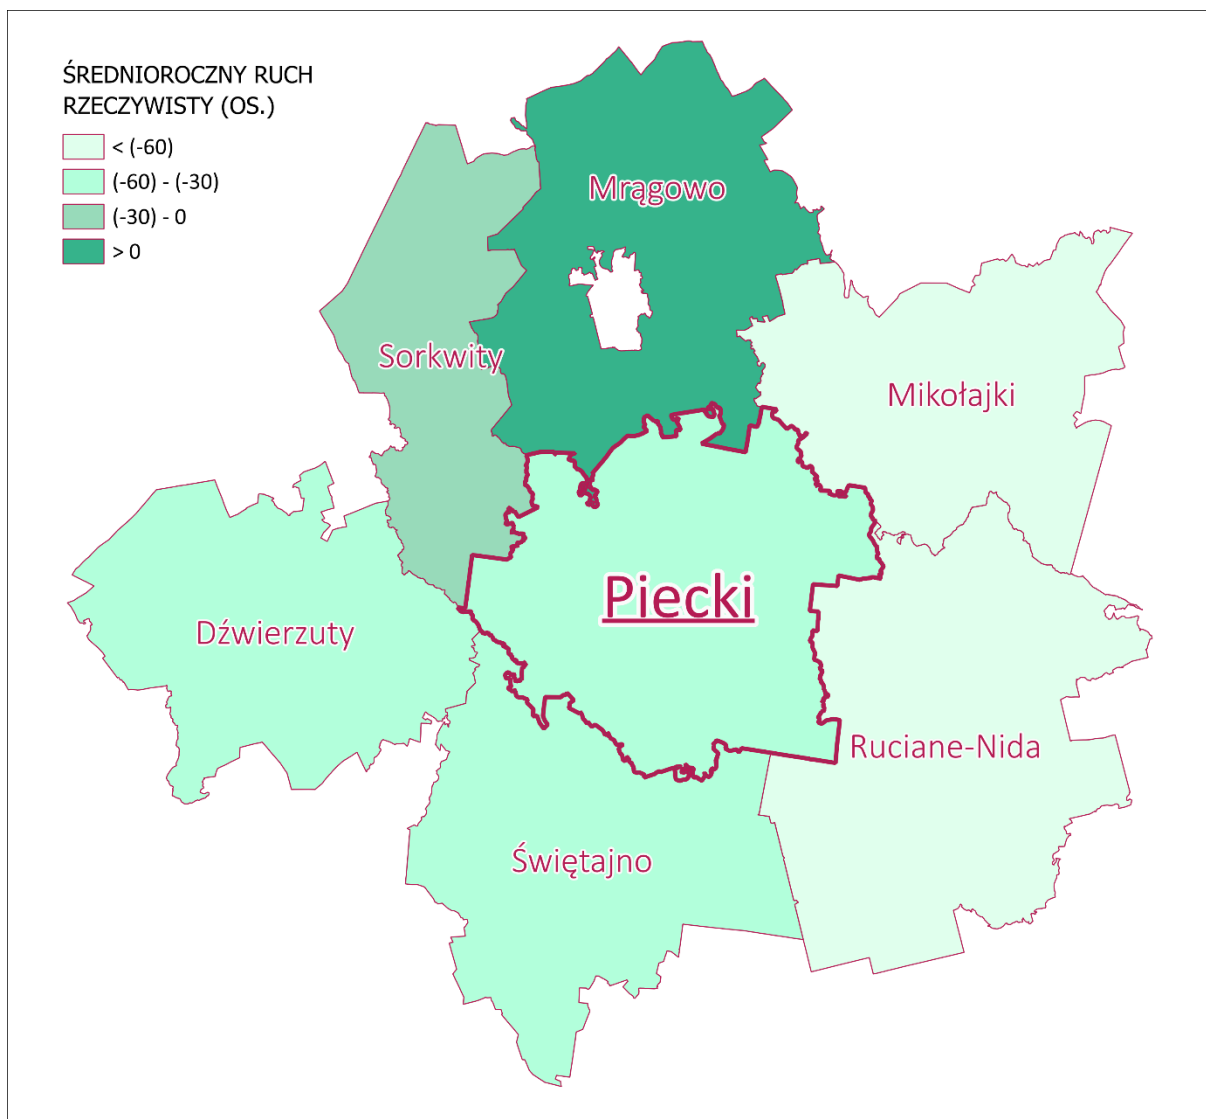 ŚREDNIOROCZNY RUCH
RZECZYWISTY (OS.)
< (-60)
(-60) - (-30)
(-30) - 0
> 0
Mrągowo
Sorkwity
Mikołajki
Piecki
Dźwierzuty
Ruciane-Nida
Świętajno